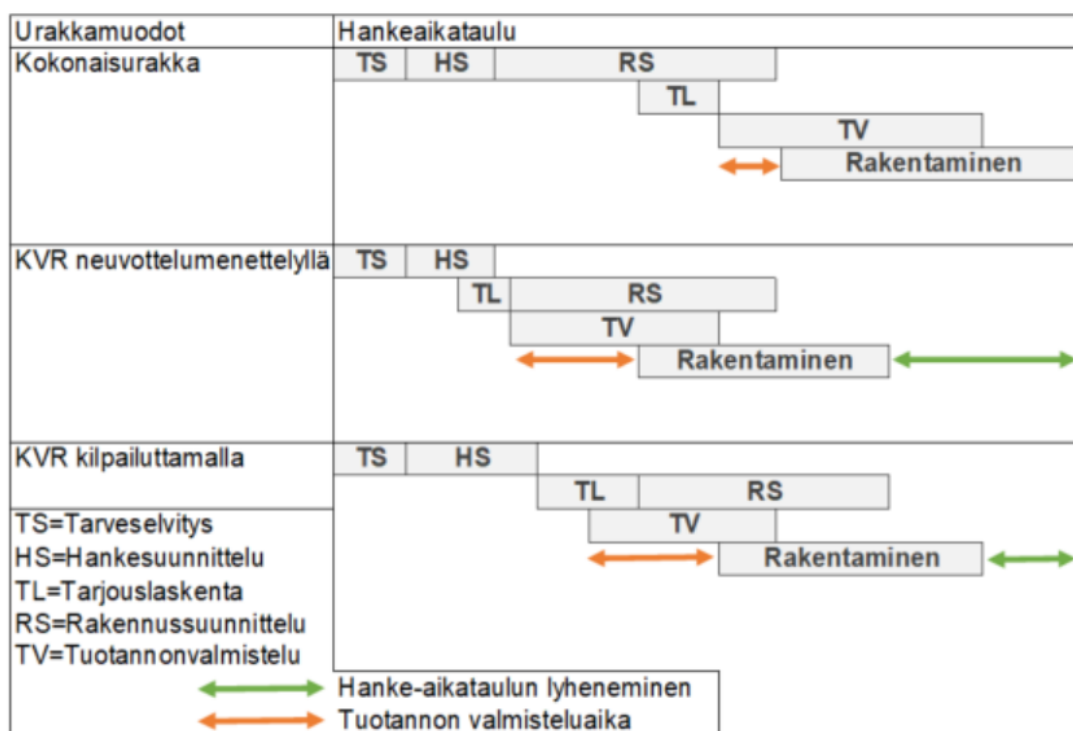 Urakkamuodot Hankeaikataulu
Kokonaisurakka TS HS RS
TL
TV
Rakentaminen
KVR neuvottelumenettelyllä TS HS
TL RS
TV
Rakentaminen
KVR kilpailuttamalla TS HS
TL RS
TS=Tarveselvitys TV
HS=Hankesuunnittelu Rakentaminen
TL=Tarjouslaskenta
RS=Rakennussuunnittelu
TV=Tuotannonvalmistelu
Hanke-aikataulun lyheneminen
Tuotannon valmisteluaika